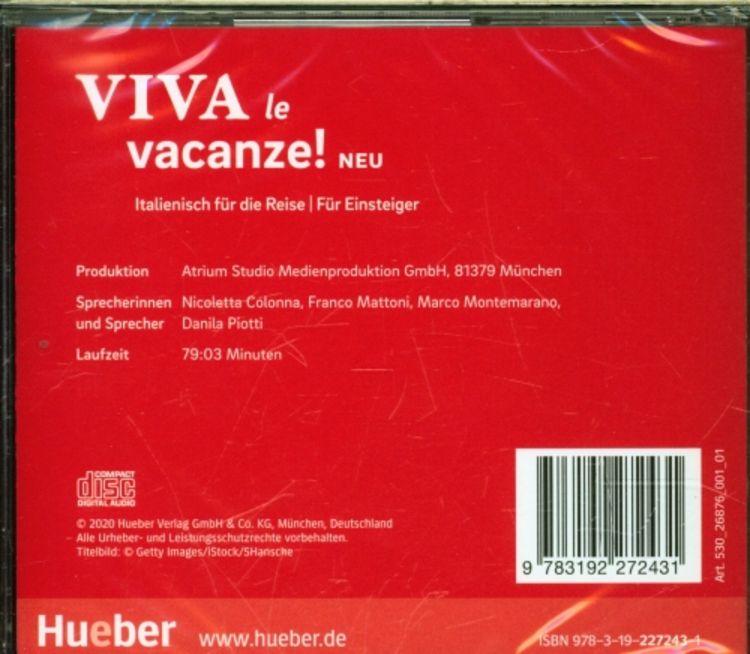 VIVA le
vacanze! NEU
Italienisch für die Reise | Für Einsteiger
Produktion Atrium Studio Medienproduktion GmbH, 81379 München
Sprecherinnen Nicoletta Colonna, Franco Mattoni, Marco Montemarano,
und Sprecher Danila Piotti
Laufzeit 79:03 Minuten
COMPACT
disc
DIGITAL AUDIO
© 2020 Hueber Verlag GmbH & Co. KG, München, Deutschland
Alle Urheber- und Leistungsschutzrechte vorbehalten.
Titelbild: © Getty Images/iStock/SHansche
9 783192 272431
Art. 530_26876_001_01
Hueber www.hueber.de ISBN 978-3-19-227243-1